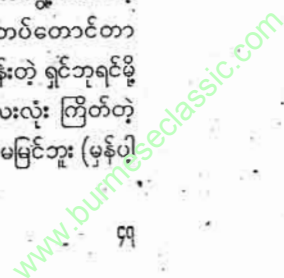 တပ်တောင်တာ
န်းတဲ့ ရှင်ဘုရင်မို့
လေးလုံး ကြိတ်တဲ့
မမြင်ဘူး (မှန်ပါ့
၄၅
www.burmeseclassic.com